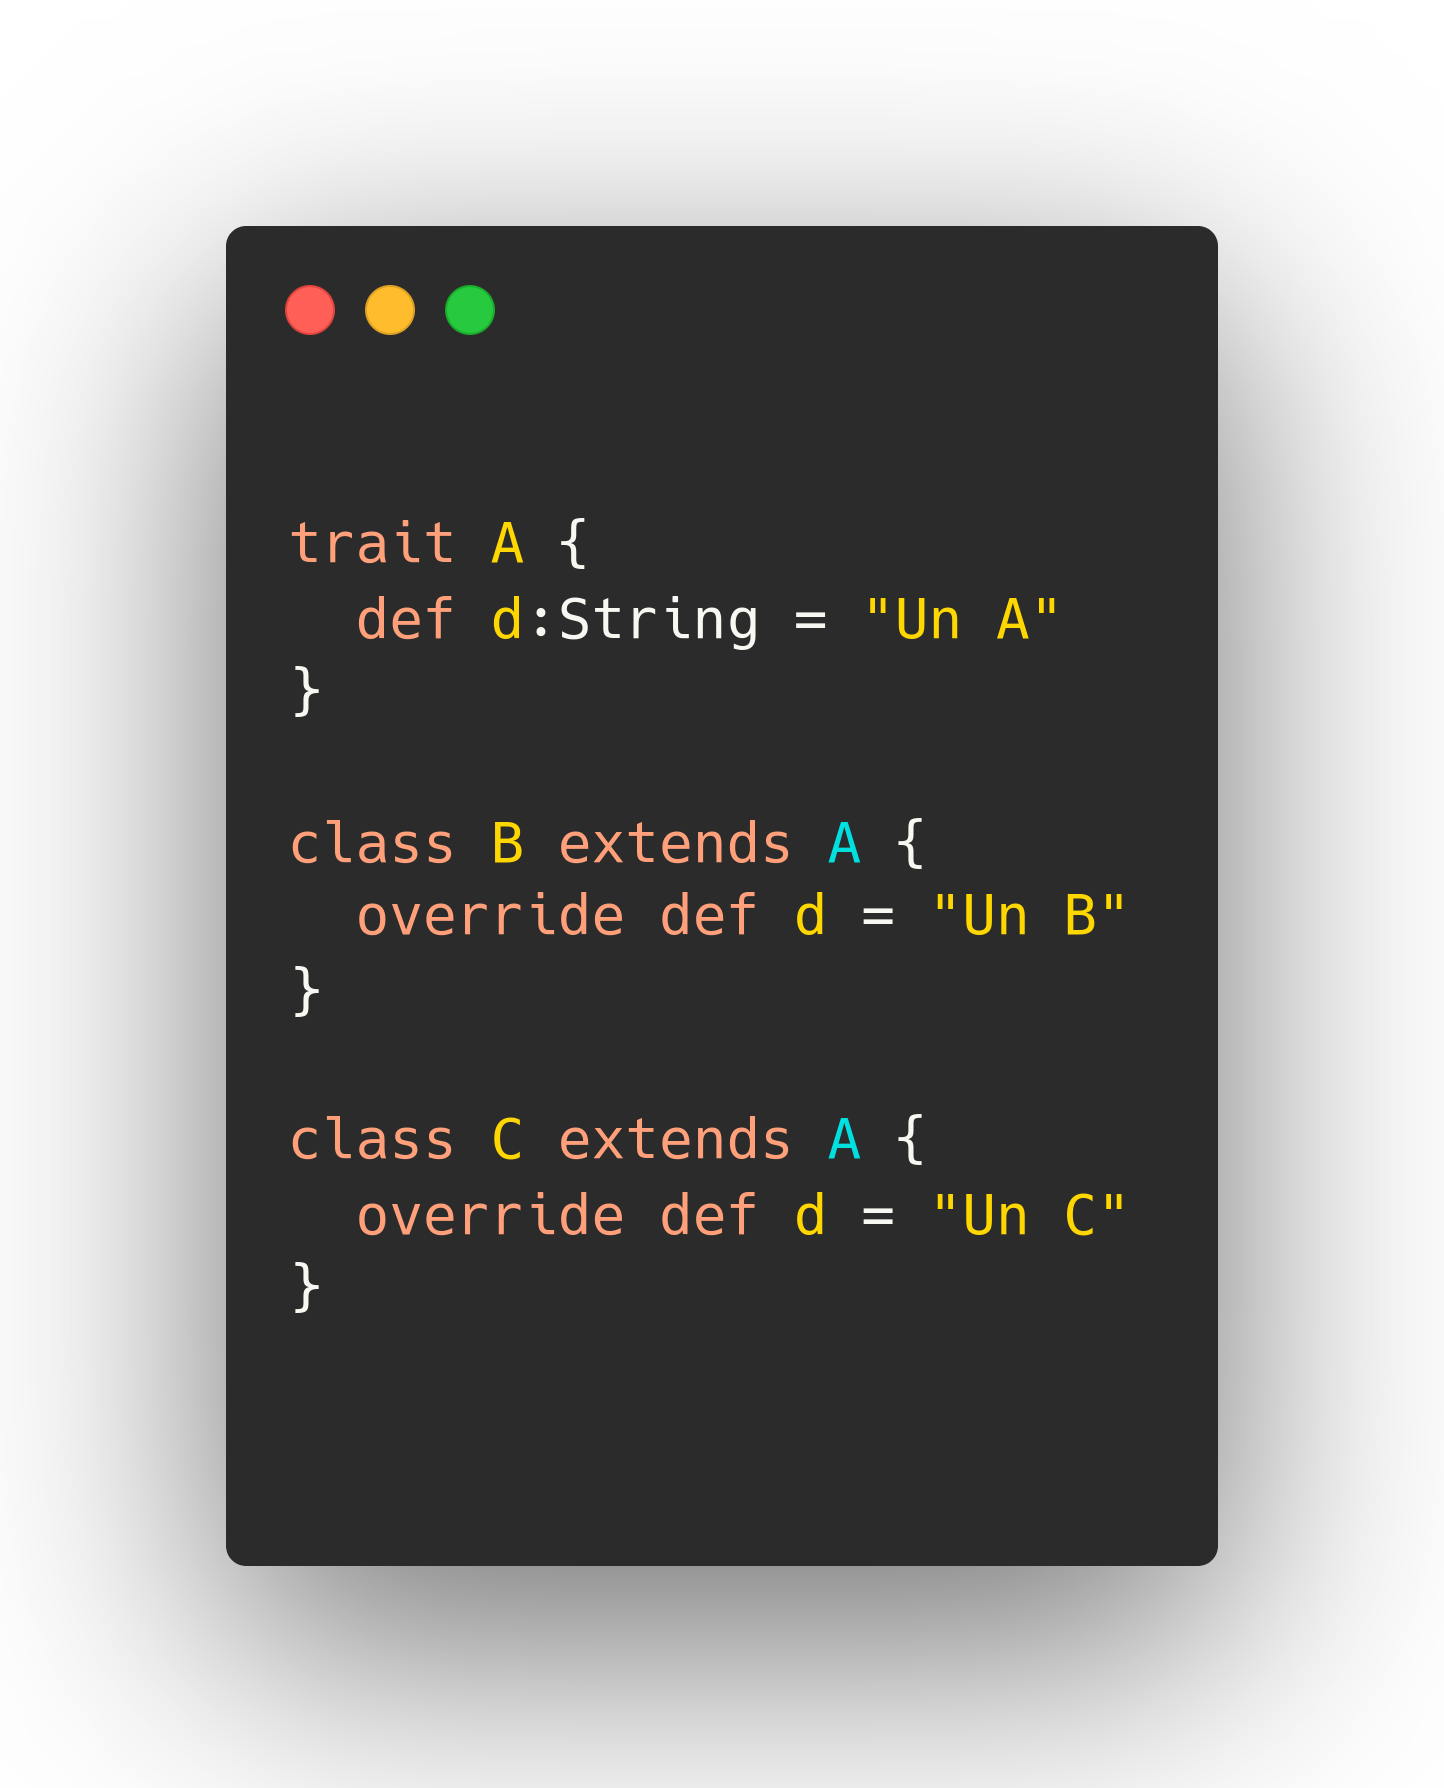 trait A {
  def d:String = "Un A"
}

class B extends A {
  override def d = "Un B"
}

class C extends A {
  override def d = "Un C"
}